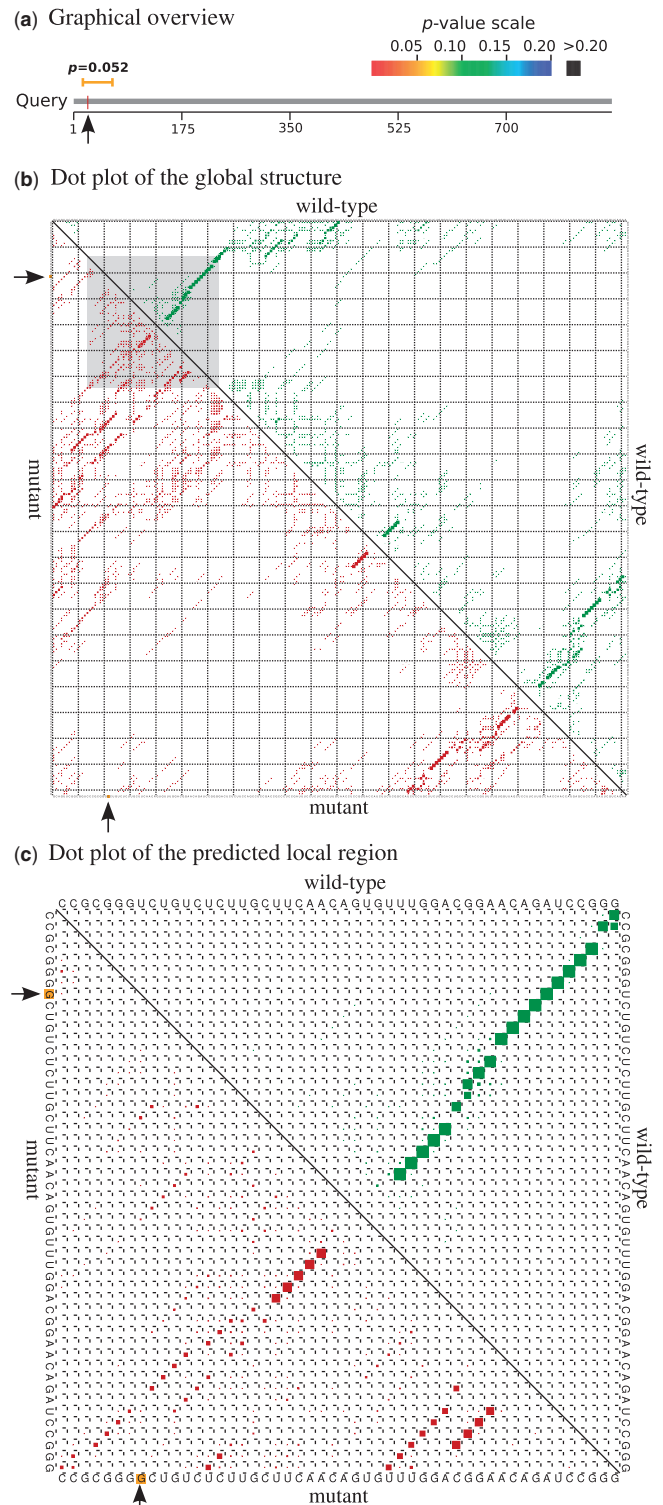 (a) Graphical overview
p-value scale
0.05 0.10 0.15 0.20 >0.20
p=0.052
Query
1 175 350 525 700
(b) Dot plot of the global structure
wild-type
mutant
wild-type
mutant
(c) Dot plot of the predicted local region
wild-type
C C G C G G G U C U G U C U C U U G C U U C A A C A G U G U U U G G A C G G A A C A G A U C C G G G
C C G C G G G G C U G U C U C U U G C U U C A A C A G U G U U U G G A C G G A A C A G A U C C G G G
mutant
C C G C G G G U C U G U C U C U U G C U U C A A C A G U G U U U G G A C G G A A C A G A U C C G G G
wild-type
C C G C G G G G C U G U C U C U U G C U U C A A C A G U G U U U G G A C G G A A C A G A U C C G G G
mutant